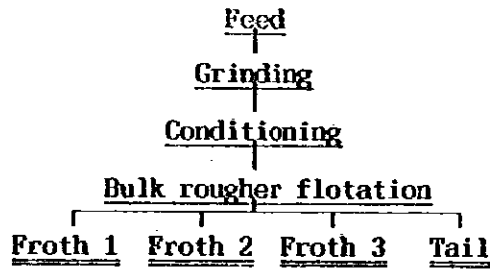 Feed
Grinding
Conditioning
Bulk rougher flotation
Froth 1 Froth 2 Froth 3 Tail